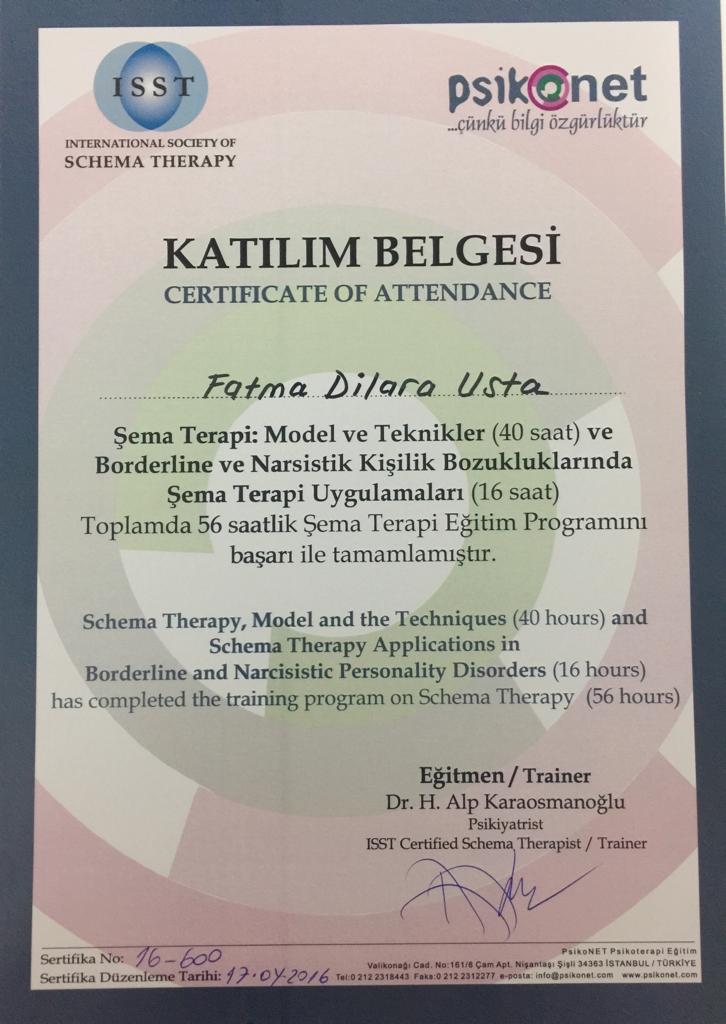 ISST
INTERNATIONAL SOCIETY OF
SCHEMA THERAPY
psikonet
...çünkü bilgi özgürlüktür
KATILIM BELGESİ
CERTIFICATE OF ATTENDANCE
Fatma Dilara Usta
Şema Terapi: Model ve Teknikler (40 saat) ve
Borderline ve Narsistik Kişilik Bozukluklarında
Şema Terapi Uygulamaları (16 saat)
Toplamda 56 saatlik Şema Terapi Eğitim Programını
başarı ile tamamlamıştır.
Schema Therapy, Model and the Techniques (40 hours) and
Schema Therapy Applications in
Borderline and Narcisistic Personality Disorders (16 hours)
has completed the training program on Schema Therapy (56 hours)
Eğitmen / Trainer
Dr. H. Alp Karaosmanoğlu
Psikiyatrist
ISST Certified Schema Therapist / Trainer
Sertifika No: 16-600
Sertifika Düzenleme Tarihi: 17.04.2016
PsikoNET Psikoterapi Eğitim
Valikonağı Cad. No:161/8 Çam Apt. Nişantaşı Şişli 34363 İSTANBUL / TÜRKİYE
Tel:0 212 2318443 Faks:0 212 2312277 e-posta: info@psikonet.com www.psikonet.com